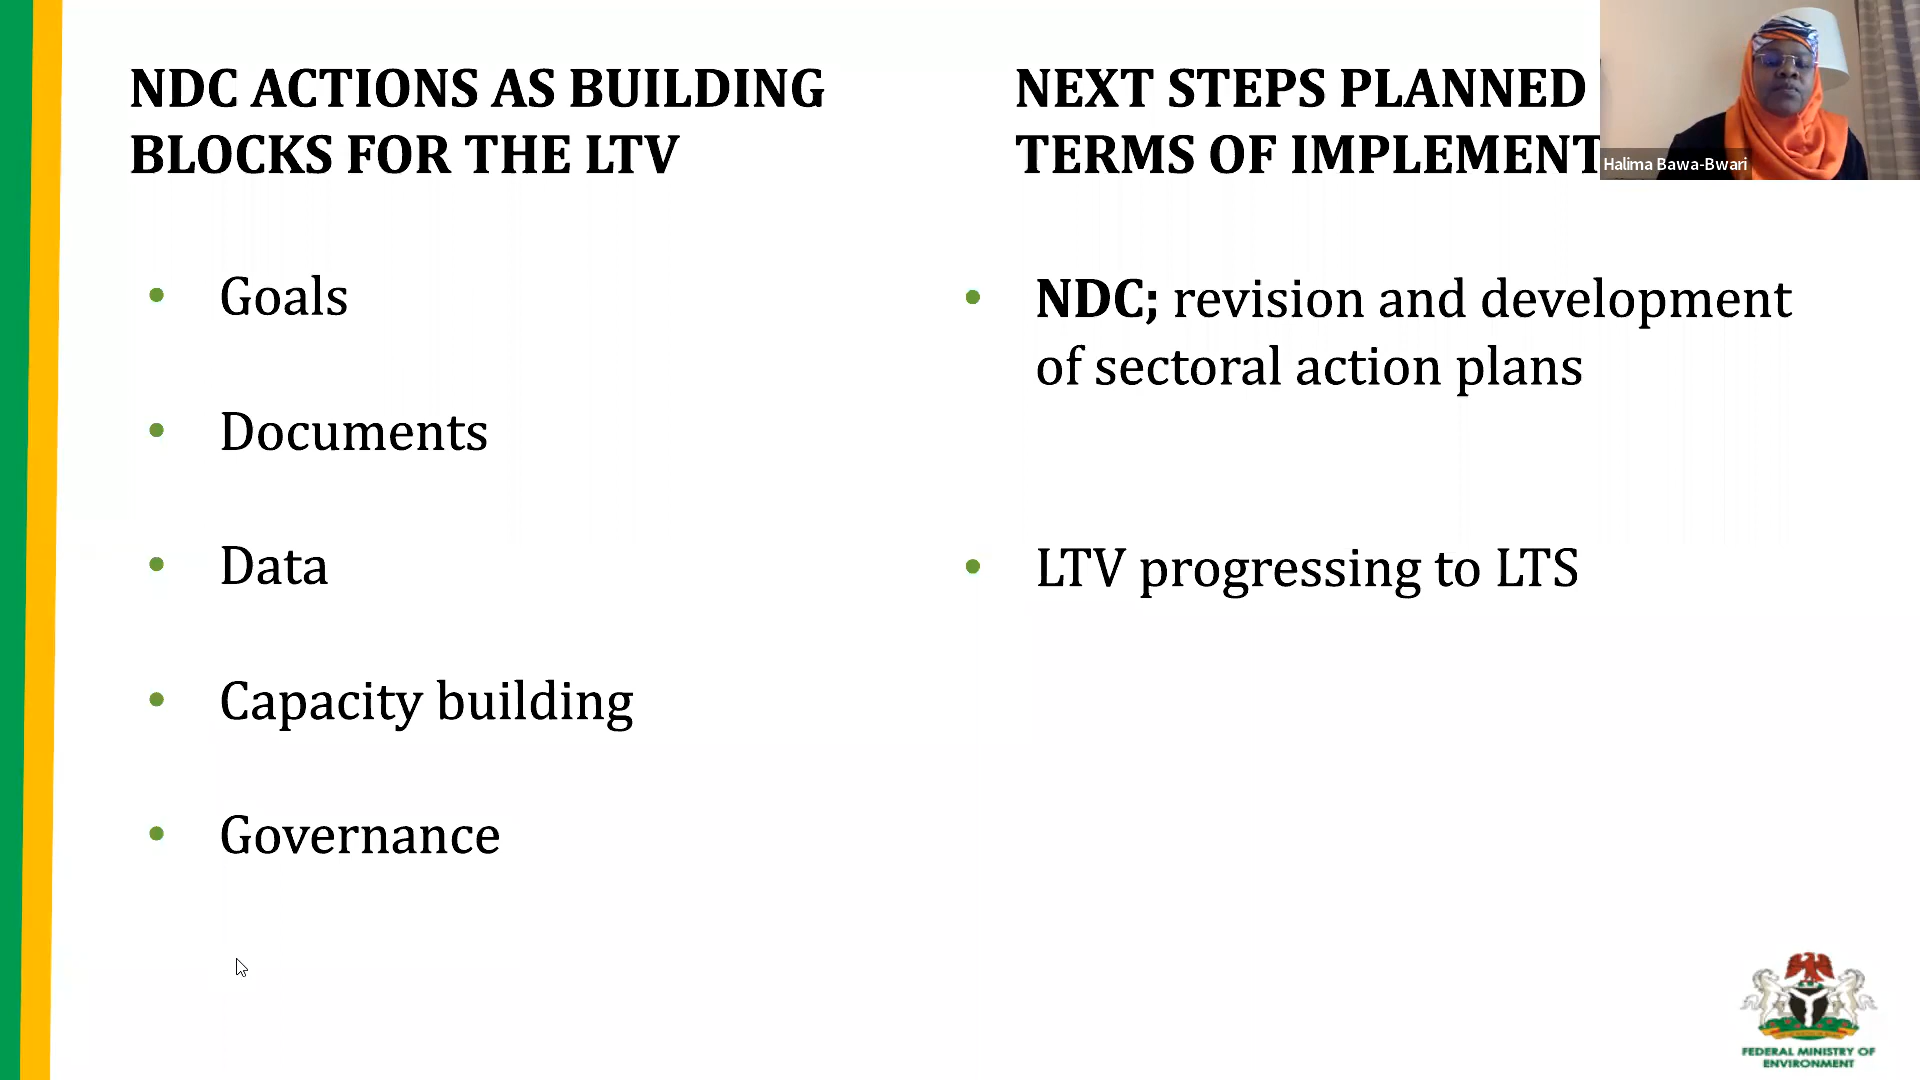 NDC ACTIONS AS BUILDING
BLOCKS FOR THE LTV
• Goals
• Documents
• Data
• Capacity building
• Governance
NEXT STEPS PLANNED
TERMS OF IMPLEMENT
• NDC; revision and development
of sectoral action plans
• LTV progressing to LTS
Halima Bawa-Bwari
FEDERAL MINISTRY OF
ENVIRONMENT